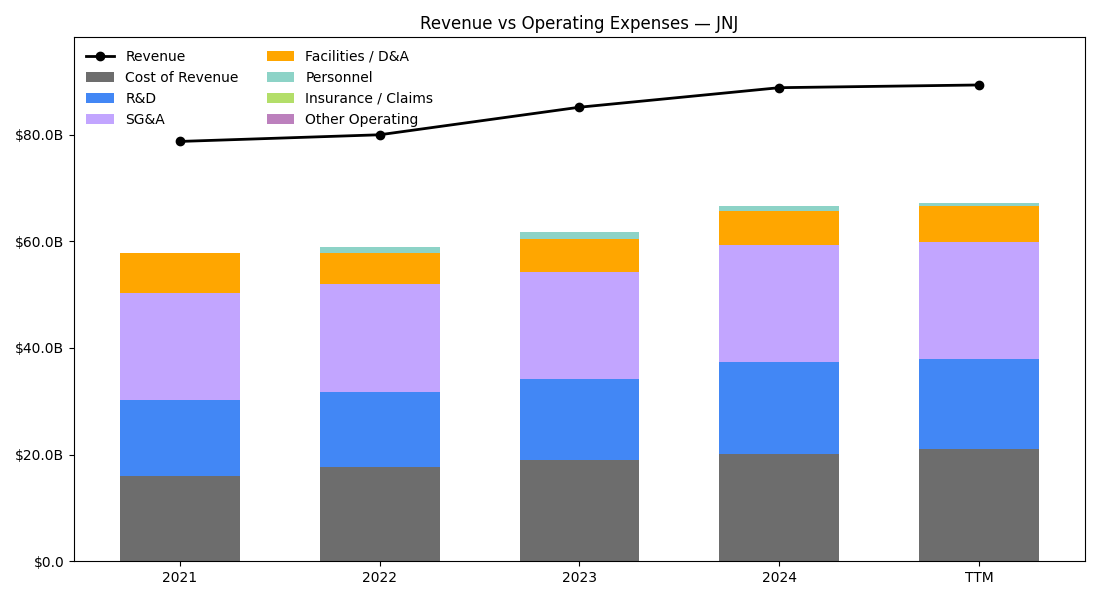 Revenue vs Operating Expenses — JNJ
Revenue
Cost of Revenue
R&D
SG&A
Facilities / D&A
Personnel
Insurance / Claims
Other Operating
$80.0B
$60.0B
$40.0B
$20.0B
$0.0
2021 2022 2023 2024 TTM